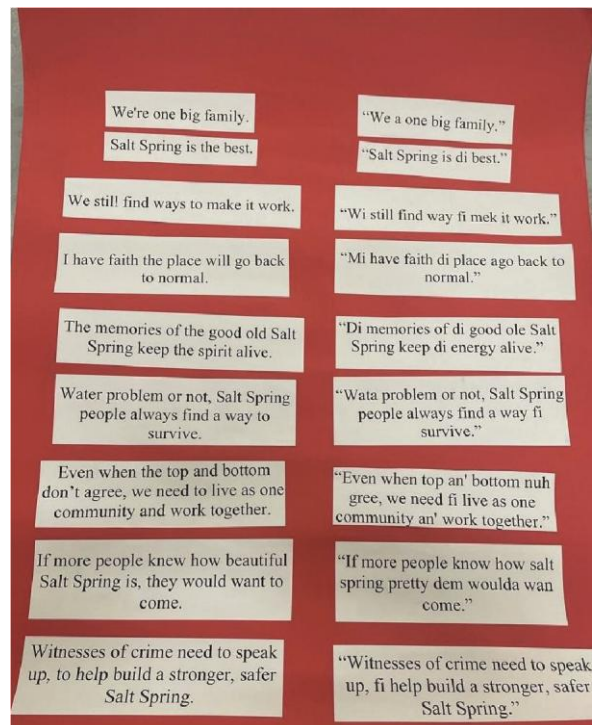 We're one big family.
Salt Spring is the best.
We still find ways to make it work.
I have faith the place will go back
to normal.
The memories of the good old Salt
Spring keep the spirit alive.
Water problem or not, Salt Spring
people always find a way to
survive.
Even when the top and bottom
don't agree, we need to live as one
community and work together.
If more people knew how beautiful
Salt Spring is, they would want to
come.
Witnesses of crime need to speak
up, to help build a stronger, safer
Salt Spring.
“We a one big family.”
“Salt Spring is di best.”
“Wi still find way fi mek it work.”
“Mi have faith di place ago back to
normal.”
“Di memories of di good ole Salt
Spring keep di energy alive.”
“Wata problem or not, Salt Spring
people always find a way fi
survive.”
“Even when top an' bottom nuh
gree, we need fi live as one
community an' work together.”
“If more people know how salt
spring pretty dem woulda wan
come.”
“Witnesses of crime need to speak
up, fi help build a stronger, safer
Salt Spring.”